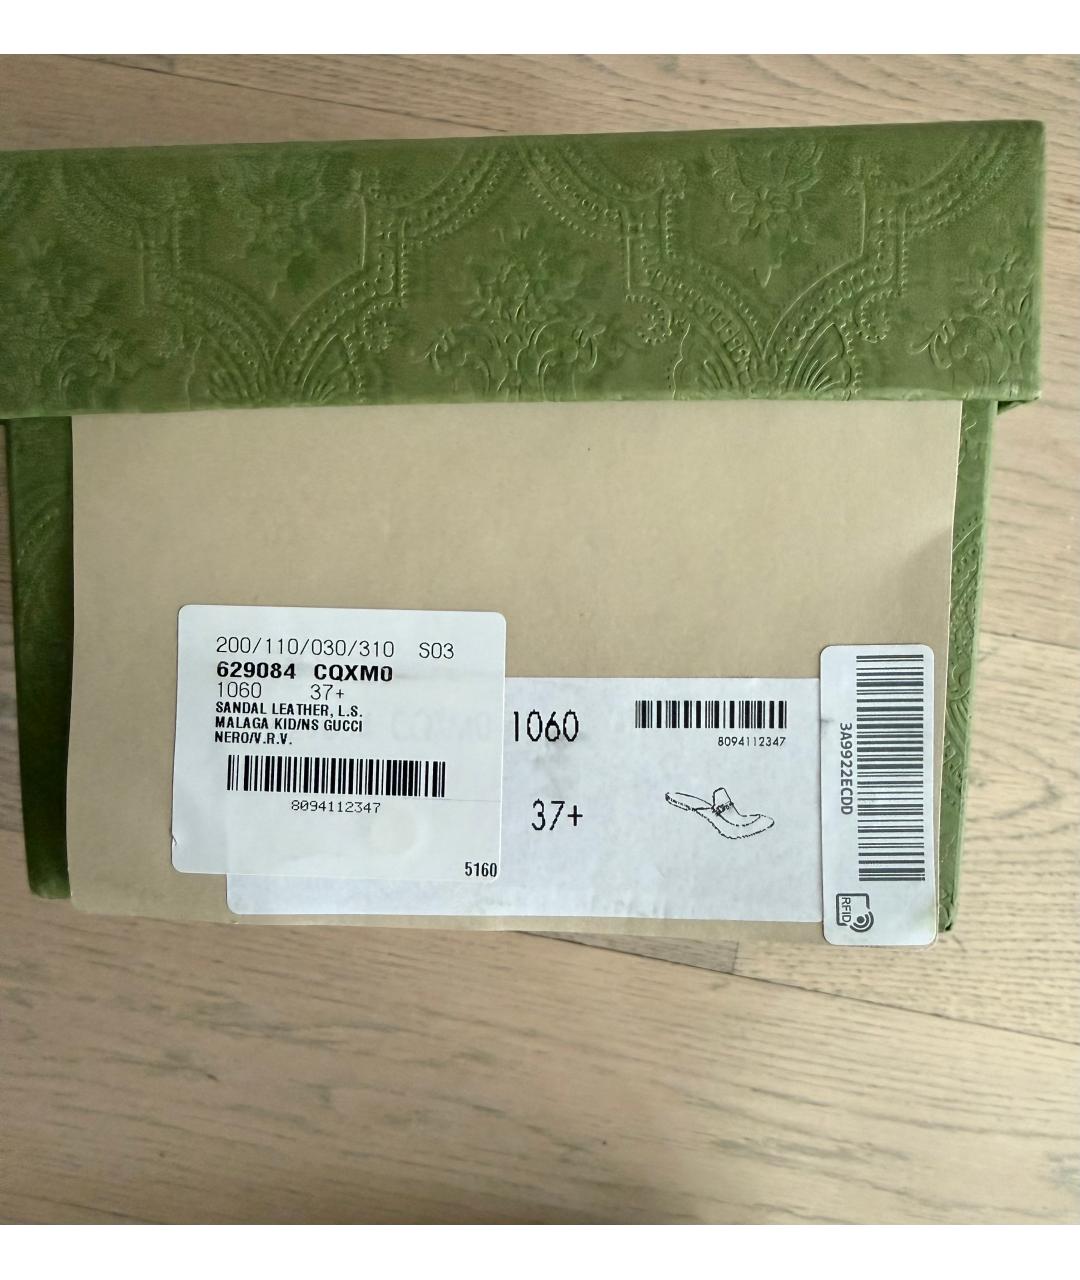 200/110/030/310 S03
629084 CQXM0
1060 37+
SANDAL LEATHER, L.S.
MALAGA KID/NS GUCCI
NERO/V.R.V.
8094112347
5160
1060
8094112347
37+
3A9922ECDD
RFID